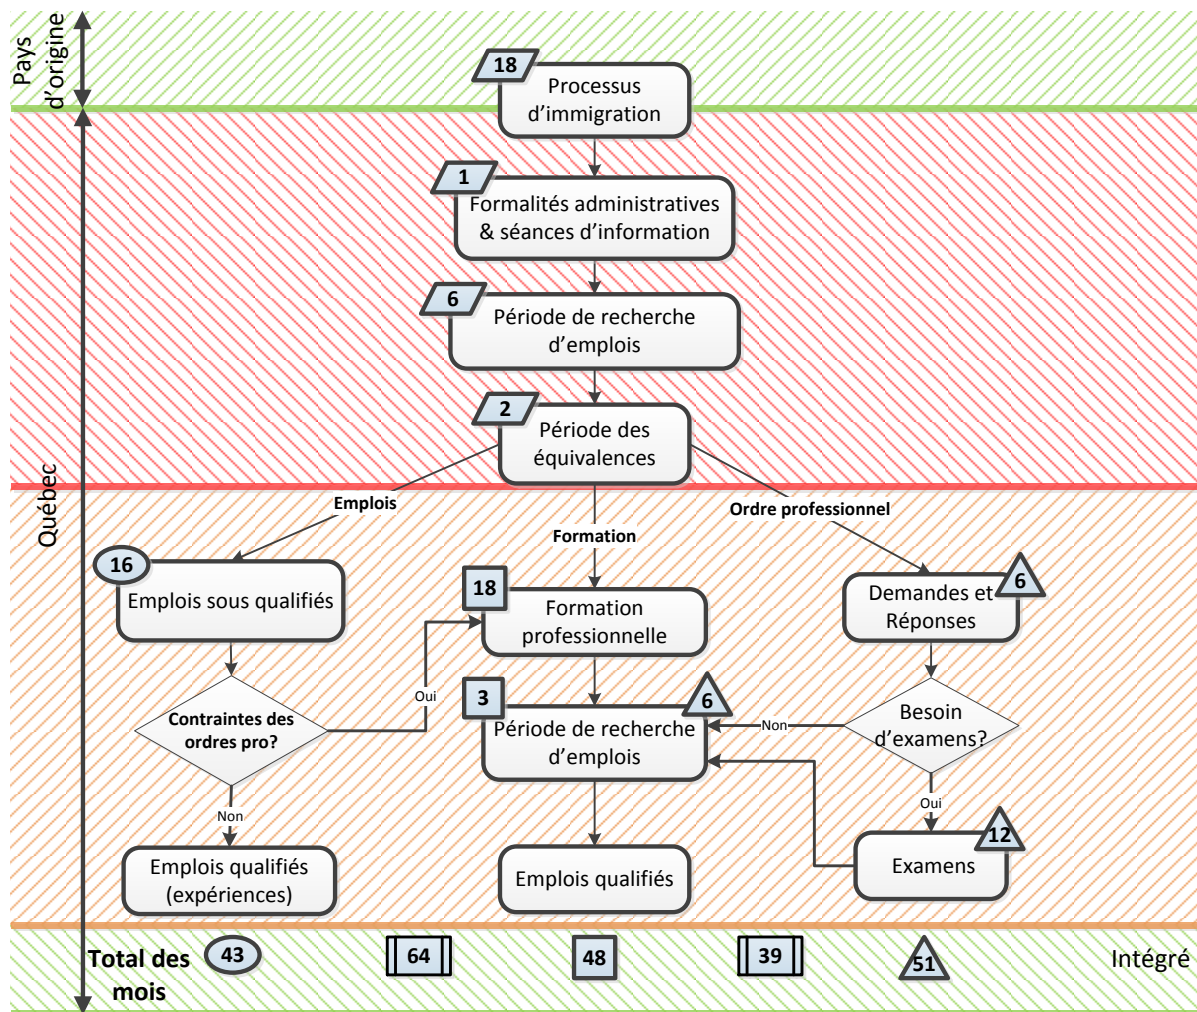 Pays
d'origine
18
Processus
d'immigration
1
Formalités administratives
& séances d'information
6
Période de recherche
d'emplois
2
Période des
équivalences
Québec
Emplois
Formation
Ordre professionnel
16
Emplois sous qualifiés
18
Formation
professionnelle
6
Demandes et
Réponses
Oui
Contraintes des
ordres pro?
3
6
Période de recherche
d'emplois
Non
Besoin
d'examens?
Non
Oui
Emplois qualifiés
(expériences)
Emplois qualifiés
12
Examens
Total des
mois
43
64
48
39
51
Intégré